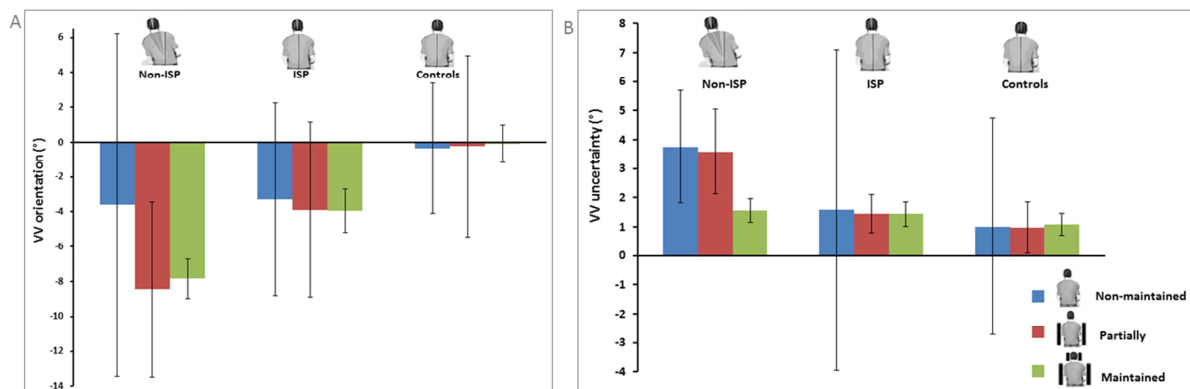 A
6
4
2
0
-2
-4
-6
-8
-10
-12
-14
VV orientation (°)
Non-ISP
ISP
Controls
B
8
7
6
5
4
3
2
1
0
-1
-2
-3
-4
VV uncertainty (°)
Non-ISP
ISP
Controls
Non-maintained
Partially
Maintained